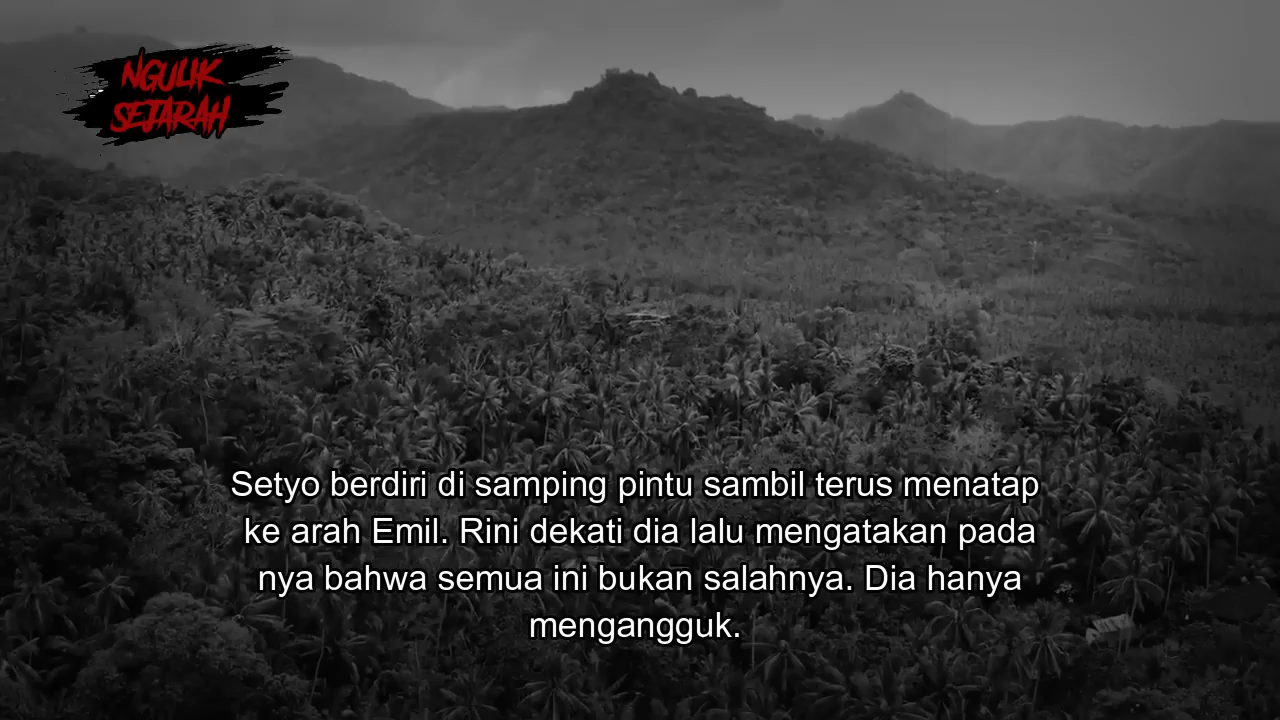 NGULIK
SEJARAH
Setyo berdiri di samping pintu sambil terus menatap
ke arah Emil. Rini dekati dia lalu mengatakan pada
nya bahwa semua ini bukan salahnya. Dia hanya
mengangguk.